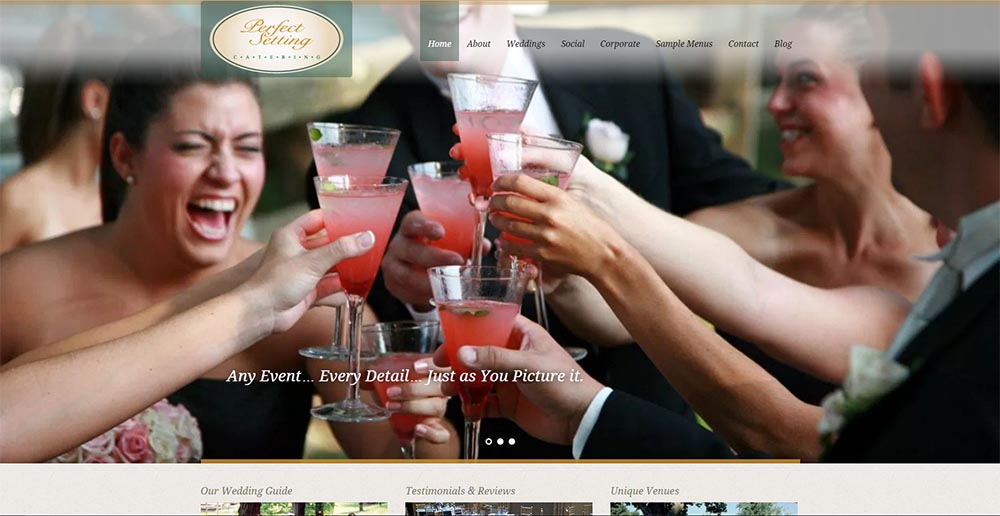 Perfect
Setting
C•A•T•E•R•I•N•G
Home About Weddings Social Corporate Sample Menus Contact Blog
Any Event... Every Detail... Just as You Picture it.
Our Wedding Guide Testimonials & Reviews Unique Venues